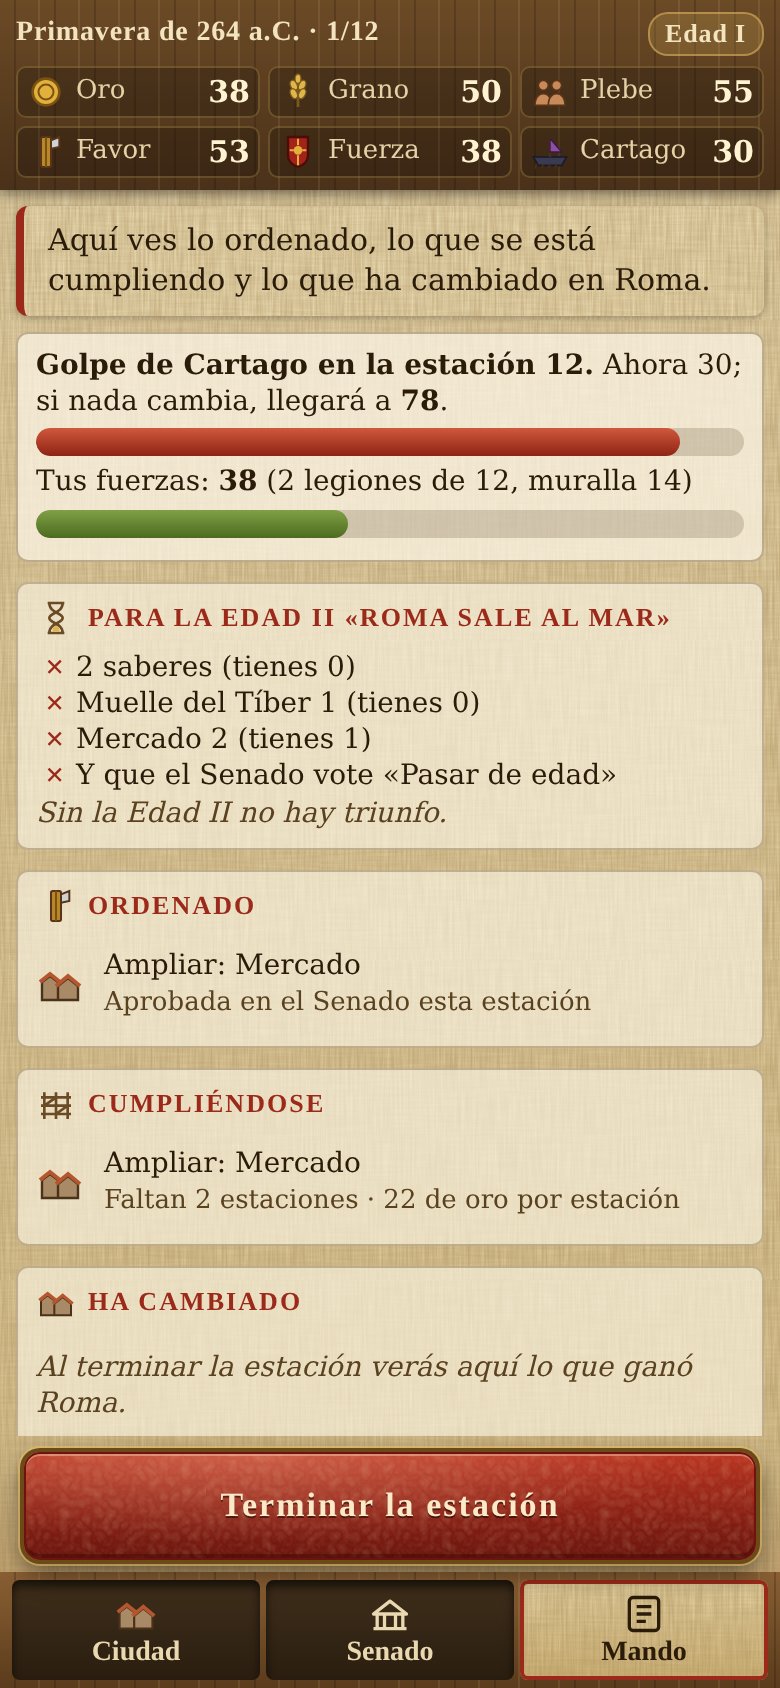 Primavera de 264 a.C. · 1/12
Edad I
Oro 38
Grano 50
Plebe 55
Favor 53
Fuerza 38
Cartago 30
Aquí ves lo ordenado, lo que se está
cumpliendo y lo que ha cambiado en Roma.
Golpe de Cartago en la estación 12. Ahora 30;
si nada cambia, llegará a 78.
Tus fuerzas: 38 (2 legiones de 12, muralla 14)
PARA LA EDAD II «ROMA SALE AL MAR»
✕ 2 saberes (tienes 0)
✕ Muelle del Tíber 1 (tienes 0)
✕ Mercado 2 (tienes 1)
✕ Y que el Senado vote «Pasar de edad»
Sin la Edad II no hay triunfo.
ORDENADO
Ampliar: Mercado
Aprobada en el Senado esta estación
CUMPLIÉNDOSE
Ampliar: Mercado
Faltan 2 estaciones · 22 de oro por estación
HA CAMBIADO
Al terminar la estación verás aquí lo que ganó
Roma.
Terminar la estación
Ciudad
Senado
Mando